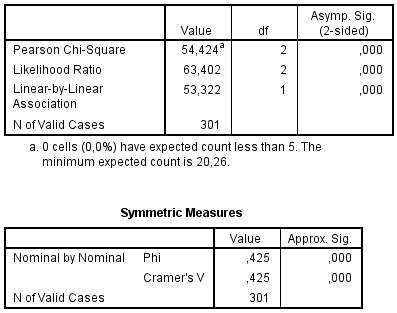 Value df Asymp. Sig. (2-sided)
Pearson Chi-Square 54,424a 2 ,000
Likelihood Ratio 63,402 2 ,000
Linear-by-Linear Association 53,322 1 ,000
N of Valid Cases 301
a. 0 cells (0,0%) have expected count less than 5. The
minimum expected count is 20,26.
Symmetric Measures
Value Approx. Sig.
Nominal by Nominal Phi ,425 ,000
Cramer's V ,425 ,000
N of Valid Cases 301